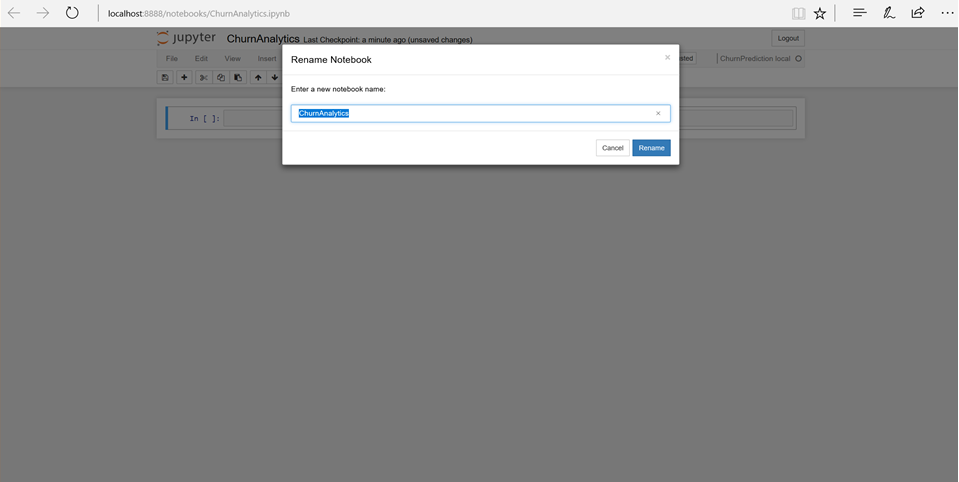 localhost:8888/notebooks/ChurnAnalytics.ipynb
jupyter ChurnAnalytics Last Checkpoint: a minute ago (unsaved changes) Logout
File Edit View Insert ChurnPrediction local
In [ ]:
Rename Notebook ×
Enter a new notebook name:
ChurnAnalytics ×
Cancel Rename